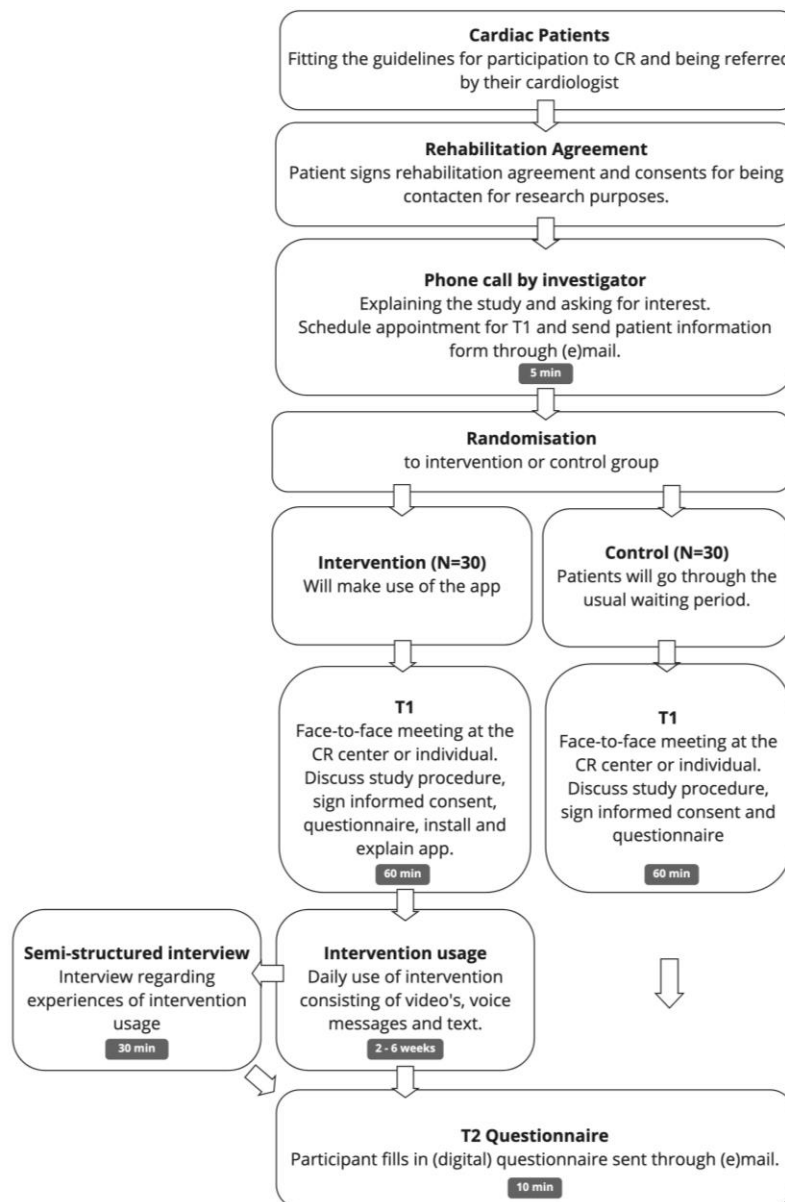 Cardiac Patients
Fitting the guidelines for participation to CR and being referred
by their cardiologist
Rehabilitation Agreement
Patient signs rehabilitation agreement and consents for being
contacten for research purposes.
Phone call by investigator
Explaining the study and asking for interest.
Schedule appointment for T1 and send patient information
form through (e)mail.
5 min
Randomisation
to intervention or control group
Intervention (N=30)
Will make use of the app
Control (N=30)
Patients will go through the
usual waiting period.
T1
Face-to-face meeting at the
CR center or individual.
Discuss study procedure,
sign informed consent,
questionnaire, install and
explain app.
60 min
T1
Face-to-face meeting at the
CR center or individual.
Discuss study procedure,
sign informed consent and
questionnaire
60 min
Semi-structured interview
Interview regarding
experiences of intervention
usage
30 min
Intervention usage
Daily use of intervention
consisting of video's, voice
messages and text.
2 - 6 weeks
T2 Questionnaire
Participant fills in (digital) questionnaire sent through (e)mail.
10 min